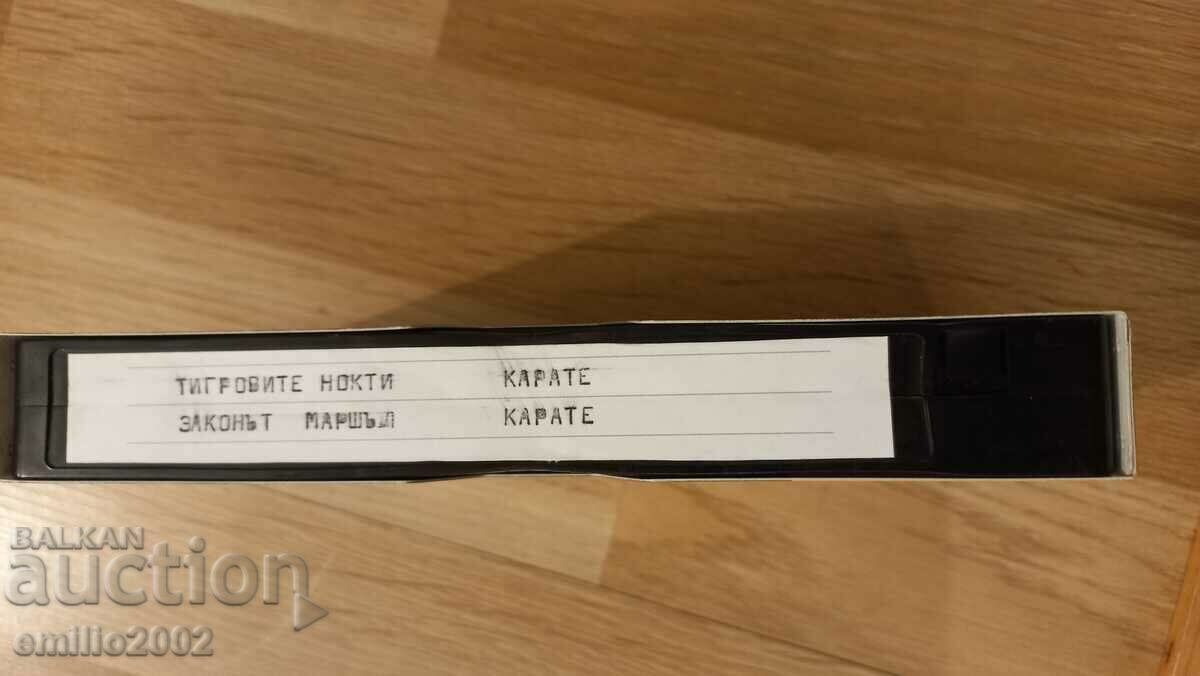 ТИГРОВИТЕ НОКТИ КАРАТЕ
ЗАКОНЪТ МАРШЪЛ КАРАТЕ
BALKAN
auction
emilio2002